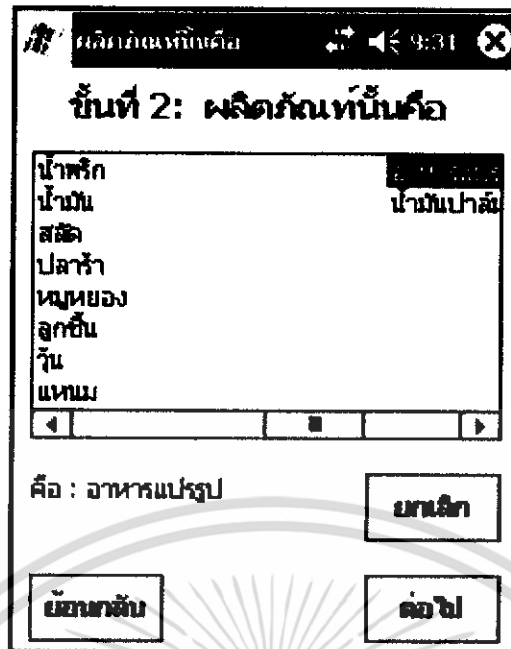 ผลิตภัณฑ์นั้นคือ 9:31
ขั้นที่ 2: ผลิตภัณฑ์นั้นคือ
น้ำพริก
น้ำมัน น้ำมันปาล์ม
สลัด
ปลาร้า
หมูหยอง
ลูกชิ้น
วุ้น
แหนม
คือ : อาหารแปรรูป
ยกเลิก
ย้อนกลับ ต่อไป